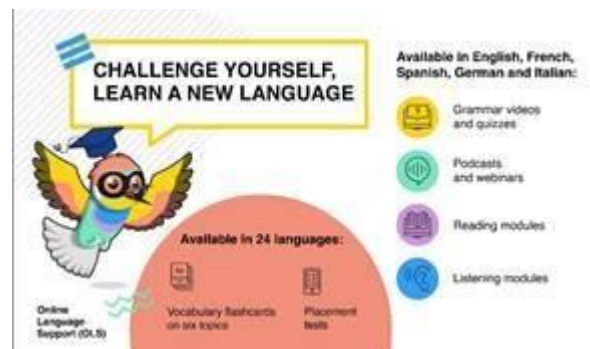 CHALLENGE YOURSELF,
LEARN A NEW LANGUAGE
Available in English, French,
Spanish, German and Italian:
Grammar videos
and quizzes
Podcasts
and webinars
Reading modules
Listening modules
Available in 24 languages:
Vocabulary flashcards
on six topics
Placement
tests
Online
Language
Support (OLS)